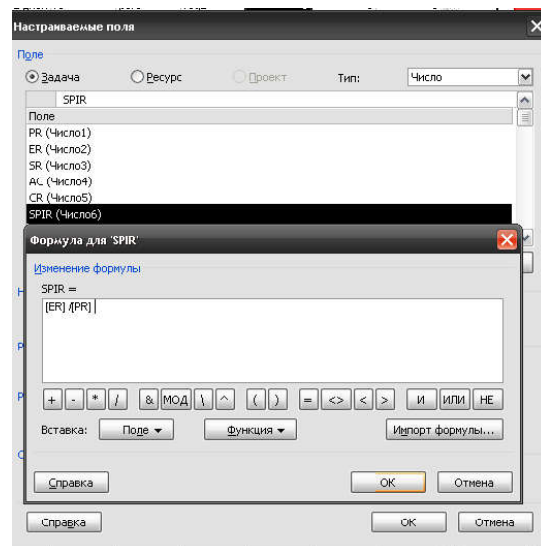 Настраиваемые поля
Поле
Задача Ресурс Проект Тип: Число
SPIR
Поле
PR (Число1)
ER (Число2)
SR (Число3)
AC (Число4)
CR (Число5)
SPIR (Число6)
Формула для 'SPIR'
Изменение формулы
SPIR =
[ER] /[PR]
+ - * / & МОД \ ^ ( ) = <> < > И ИЛИ НЕ
Вставка: Поле Функция Импорт формулы...
Справка ОК Отмена
Справка ОК Отмена